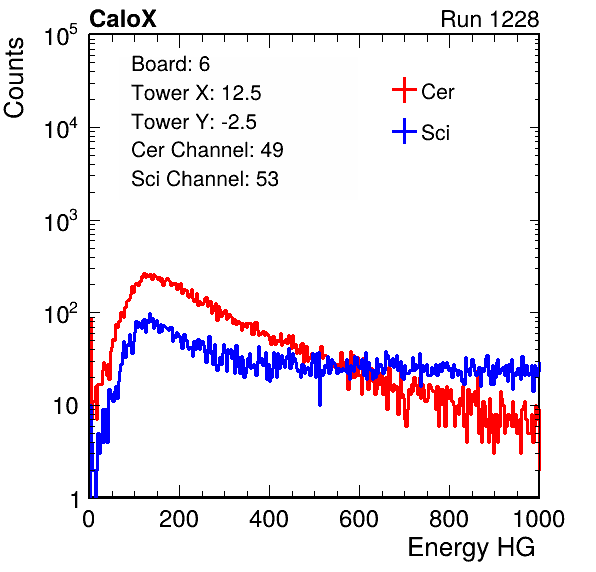 CaloX Run 1228
Counts
10^5
10^4
10^3
10^2
10
1
Board: 6
Tower X: 12.5
Tower Y: -2.5
Cer Channel: 49
Sci Channel: 53
Cer
Sci
0 200 400 600 800 1000
Energy HG